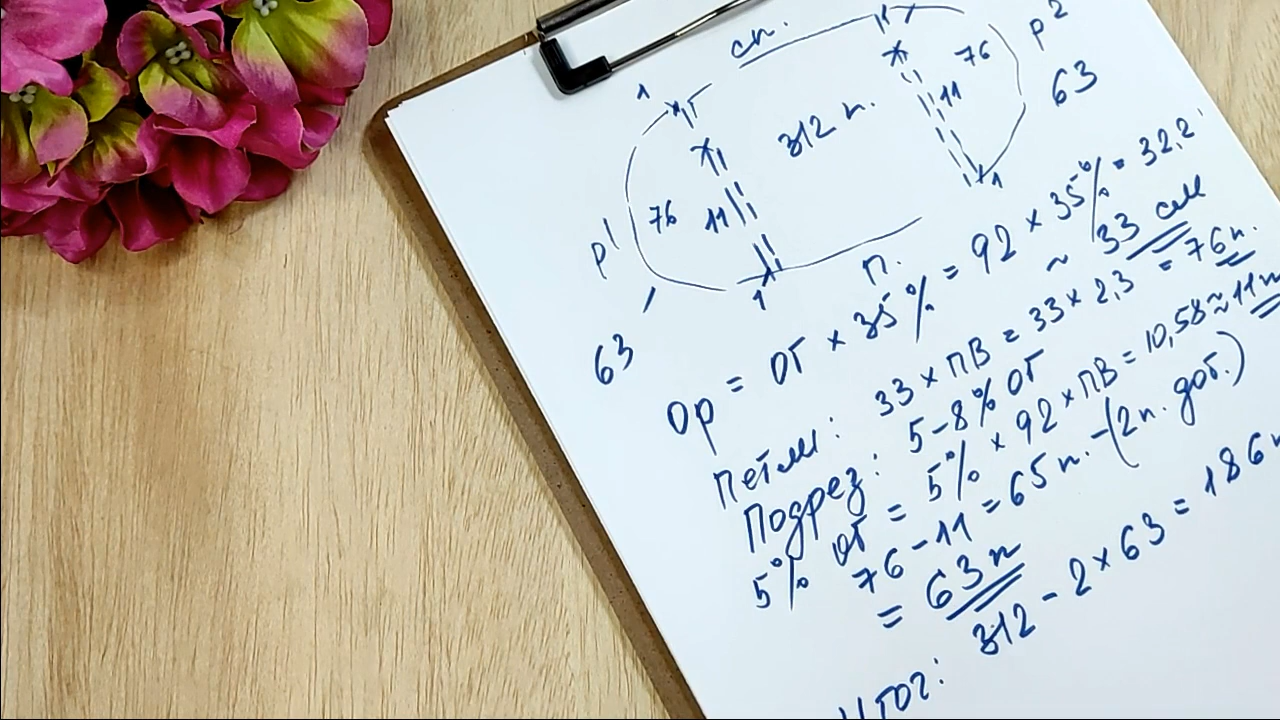 сп.
р²
63
76
11
1
312 п.
76
11
1
1
р¹
63
п.
Ор = ОГ × 35% = 92 × 35% = 32,2
≈ 33 см
Петли: 33 × ПВ = 33 × 2,3 = 76 п.
Подрез: 5-8% ОГ
5% ОГ = 5% × 92 × ПВ = 10,58 ≈ 11 п
76 - 11 = 65 п. - (2 п. доб.)
= 63 п
Итог: 312 - 2 × 63 = 186 п